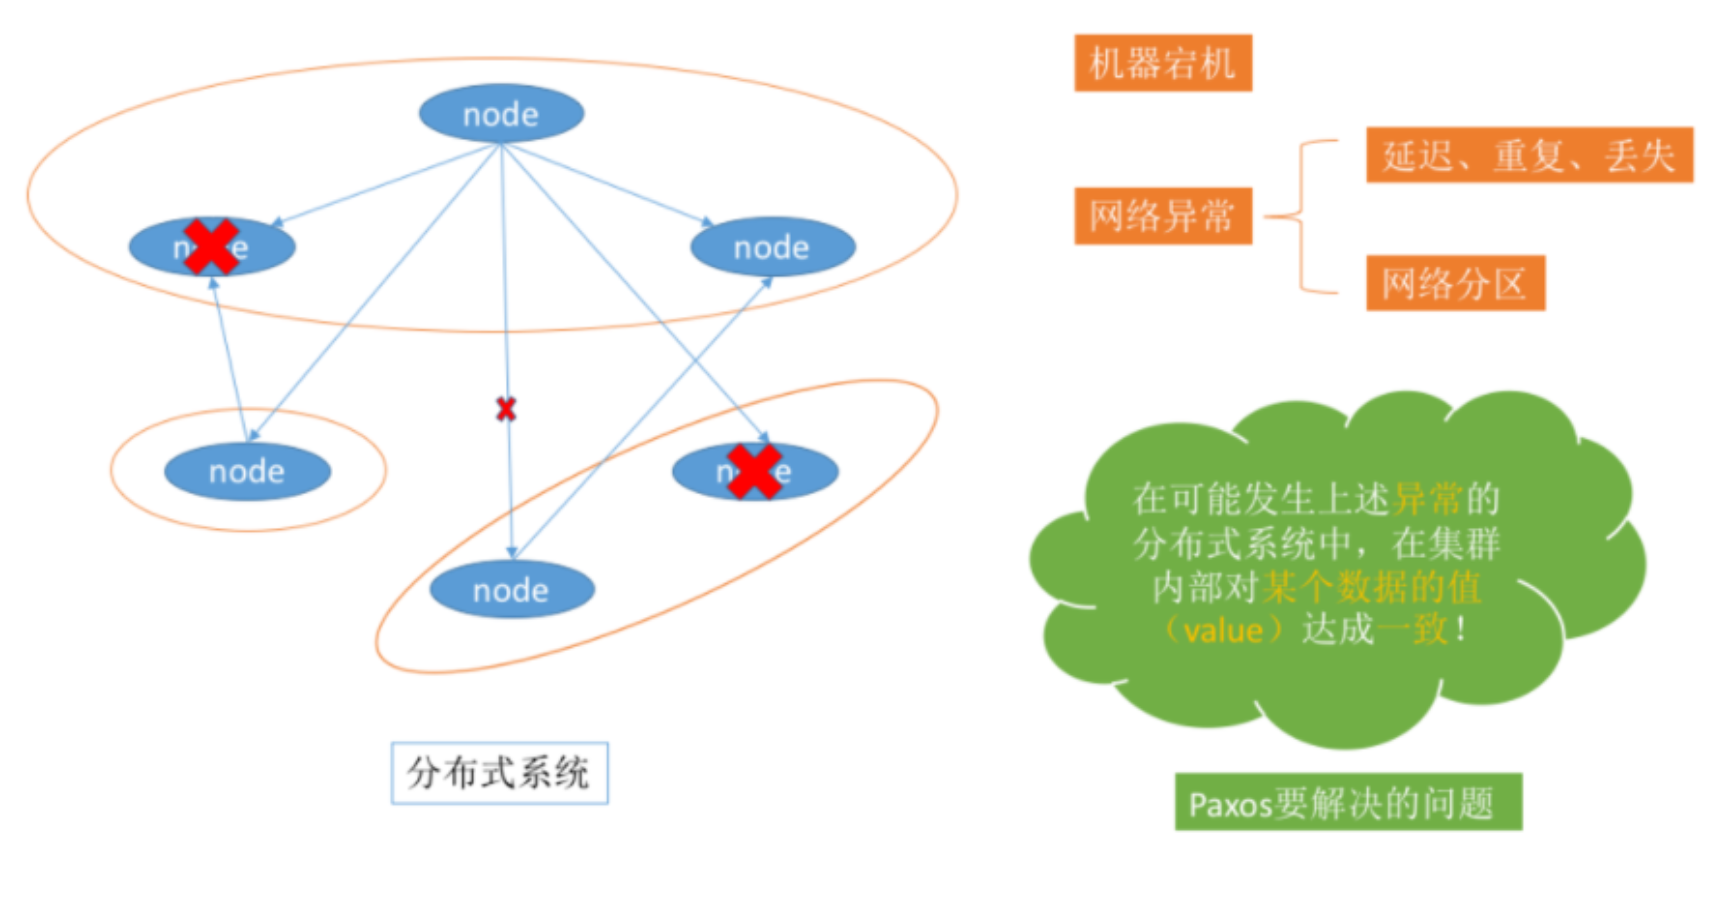 node
node
node
node
node
node
分布式系统
机器宕机
网络异常
延迟、重复、丢失
网络分区
在可能发生上述异常的
分布式系统中，在集群
内部对某个数据的值
（value）达成一致！
Paxos要解决的问题